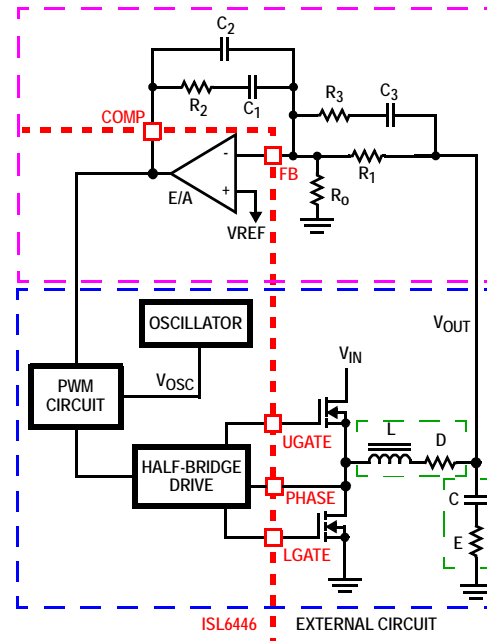 C2
R2
C1
R3
C3
COMP
-
+
E/A
FB
R1
Ro
VREF
VOUT
OSCILLATOR
VIN
PWM
CIRCUIT
VOSC
UGATE
L
D
HALF-BRIDGE
DRIVE
PHASE
C
E
LGATE
ISL6446
EXTERNAL CIRCUIT